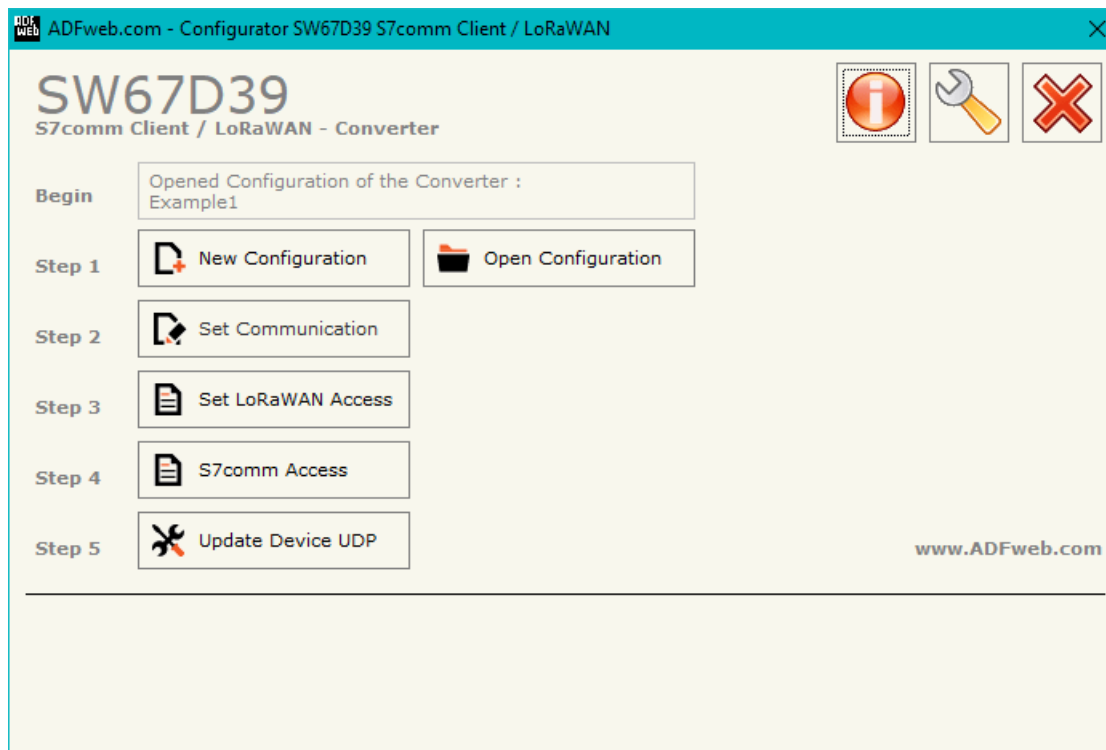 ADF web ADFweb.com - Configurator SW67D39 S7comm Client / LoRaWAN
SW67D39
S7comm Client / LoRaWAN - Converter
Begin
Opened Configuration of the Converter :
Example1
Step 1
New Configuration
Open Configuration
Step 2
Set Communication
Step 3
Set LoRaWAN Access
Step 4
S7comm Access
Step 5
Update Device UDP
www.ADFweb.com